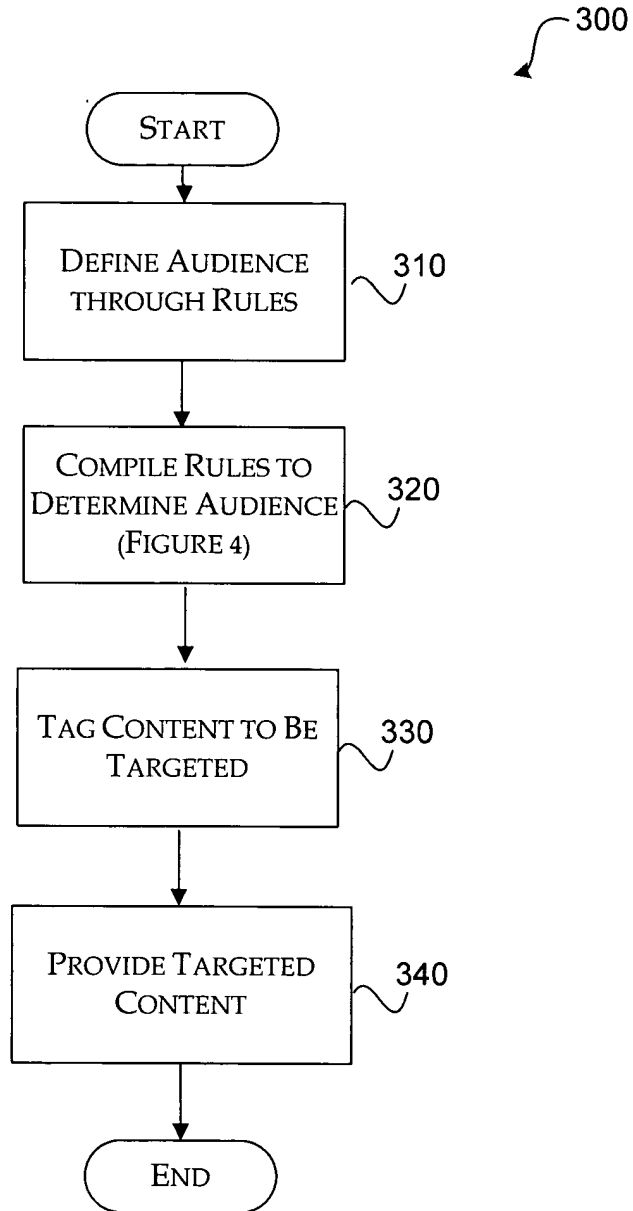 300
START
DEFINE AUDIENCE
THROUGH RULES
310
COMPILE RULES TO
DETERMINE AUDIENCE
(FIGURE 4)
320
TAG CONTENT TO BE
TARGETED
330
PROVIDE TARGETED
CONTENT
340
END